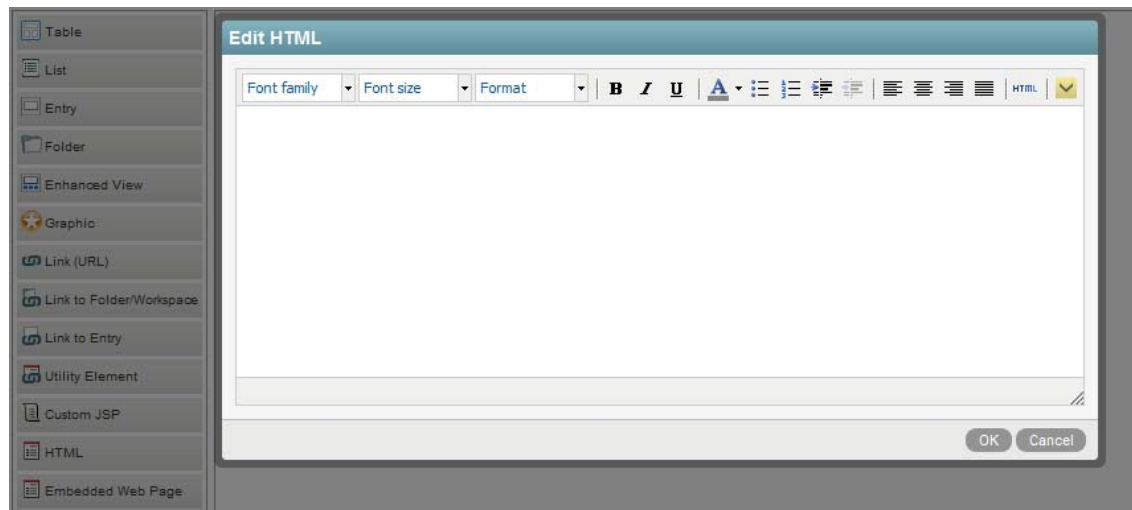 Table
List
Entry
Folder
Enhanced View
Graphic
Link (URL)
Link to Folder/Workspace
Link to Entry
Utility Element
Custom JSP
HTML
Embedded Web Page
Edit HTML
Font family Font size Format B I U A HTML
OK Cancel